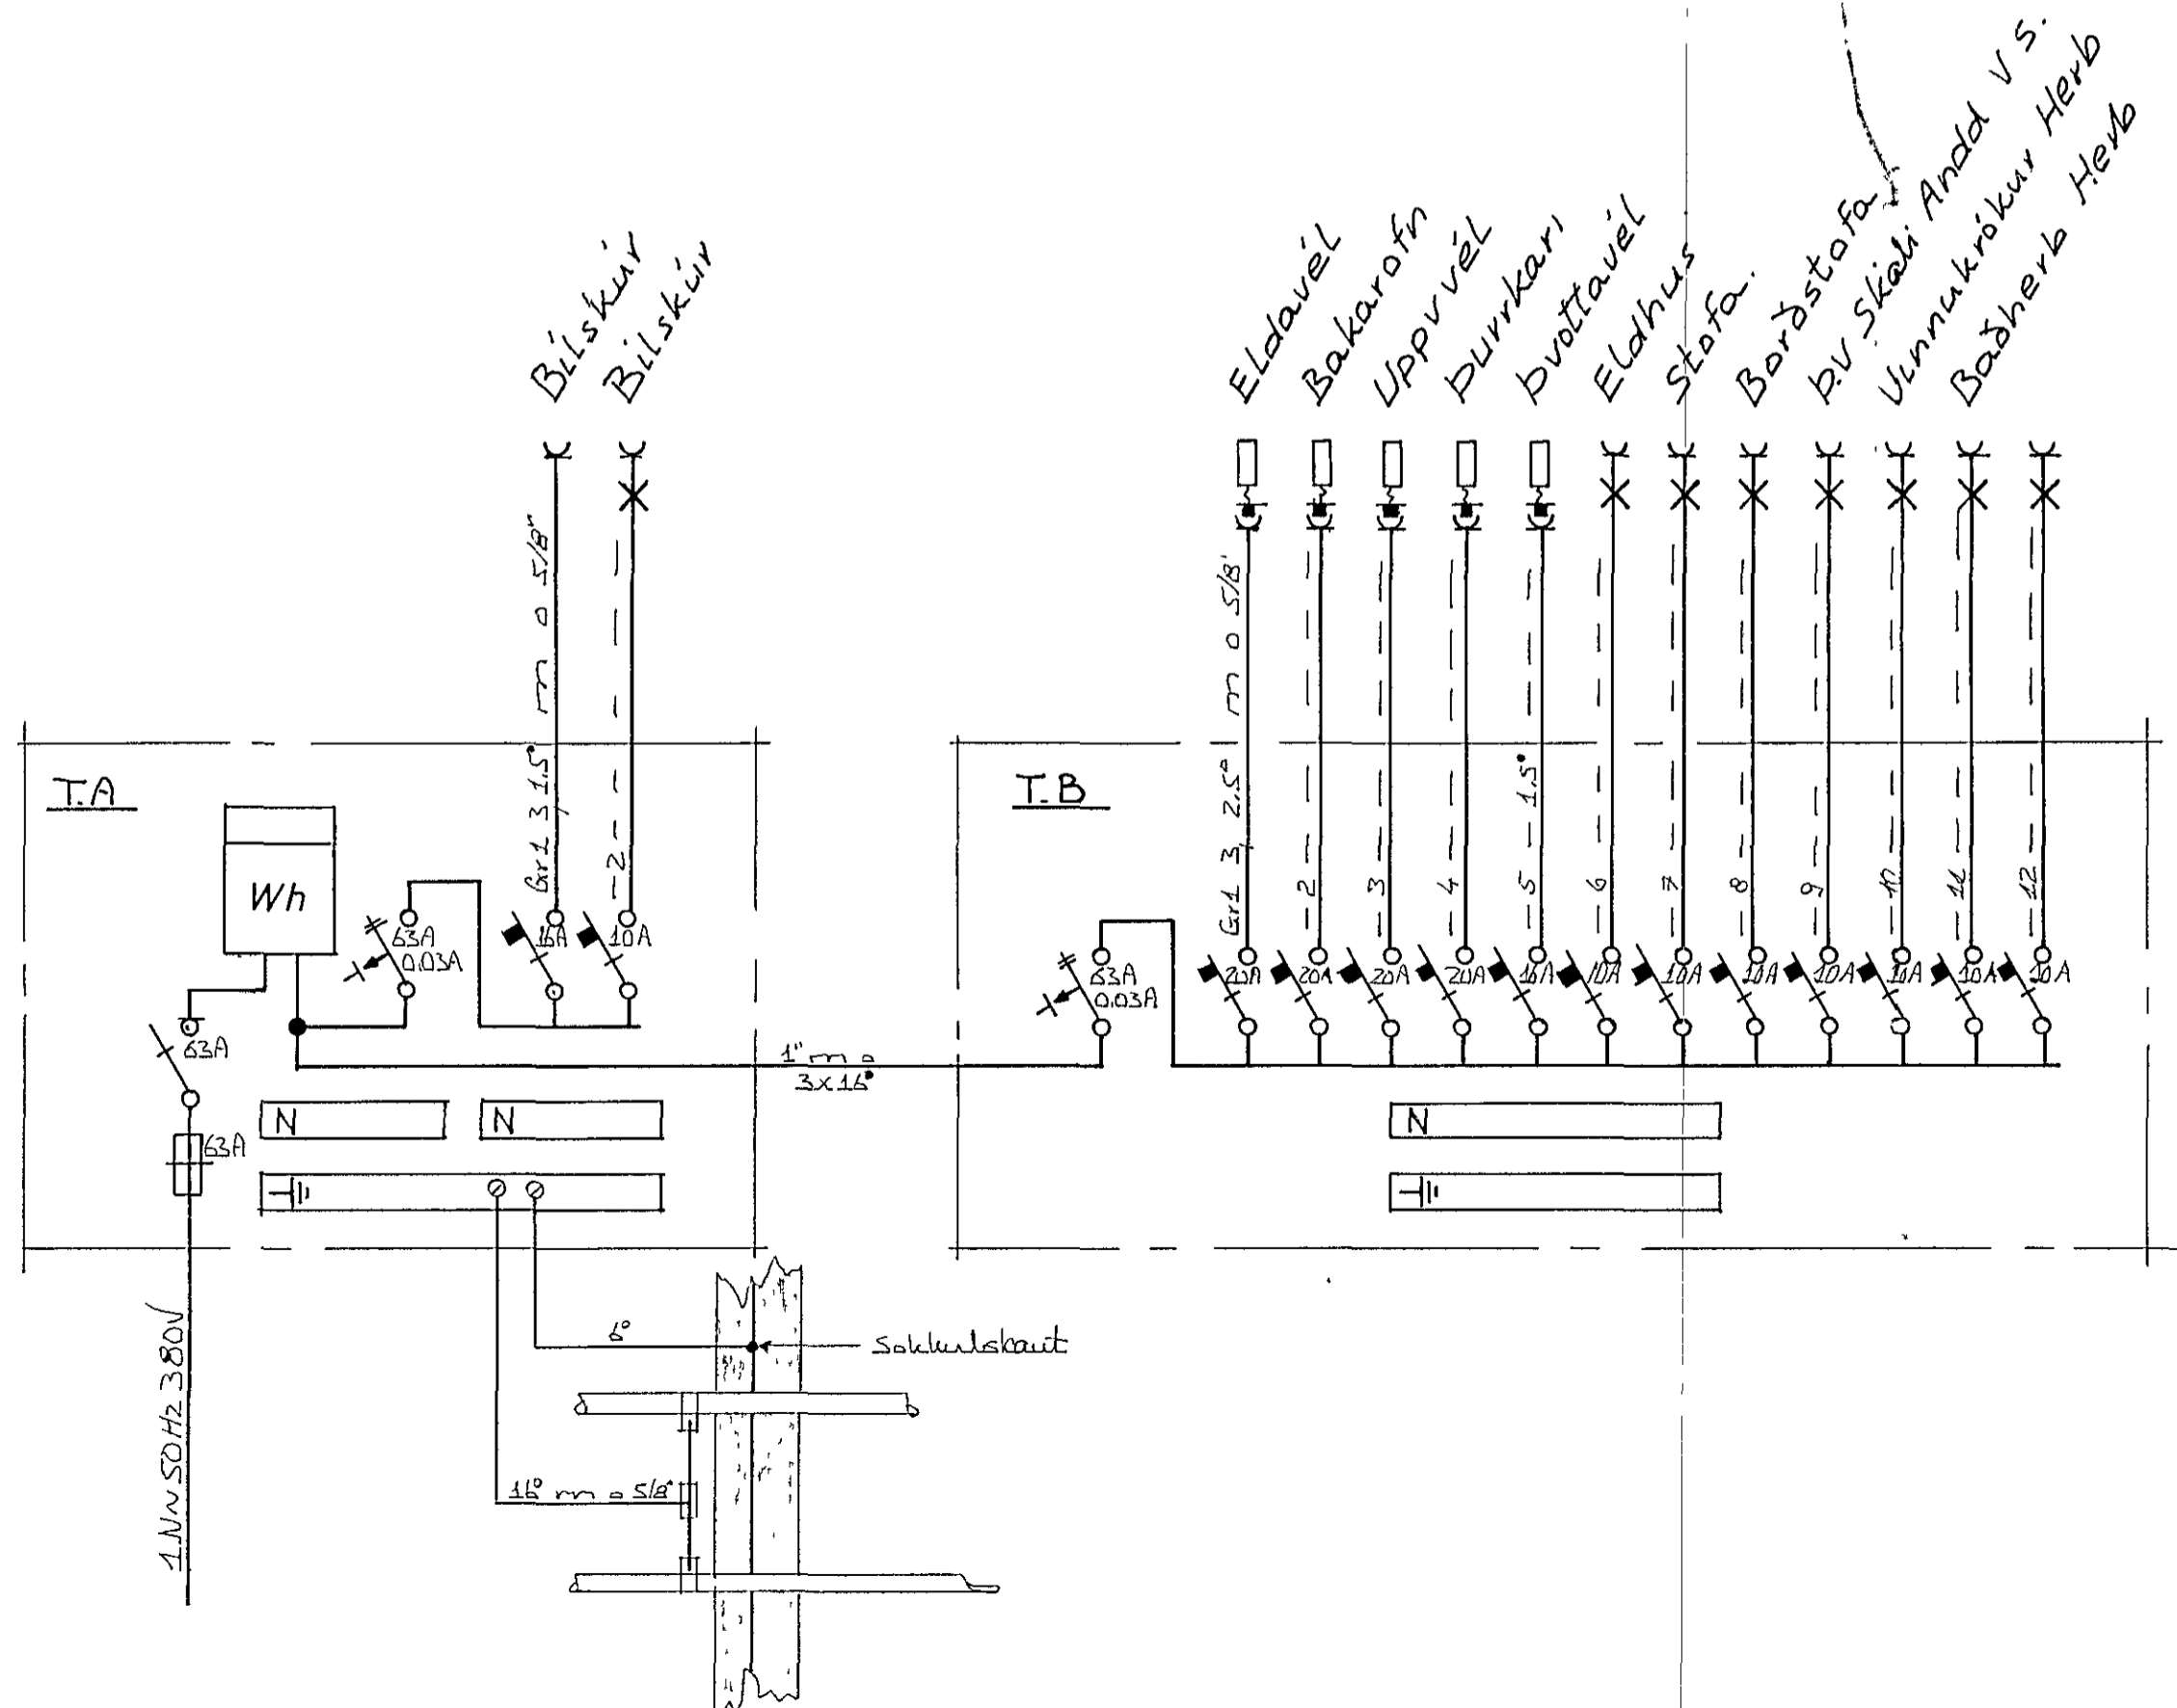 Bílskúr
Bílskúr
Eldavél
Bakarofn
Uppv vél
Þurrkari
Þvottavél
Eldhus
Stofa.
Borðstofa
Þ.V Skáli Andd V S.
Vinnukrókur Herb
Baðherb Herb
Gr1 3 1.5° m o 5/8"
- 2 - - - -
Gr1 3, 2.5° m o 5/8'
- - 2 - - - -
- - 3 - - - -
- - 4 - - - -
- - 5 - - 1.5° - - -
- - 6 - - - -
- - 7 - - - -
- - 8 - - - -
- - 9 - - - -
- - 10 - - - -
- - 11 - - - -
- - 12 - - - -
T.A
T.B
Wh
63A
0.03A
16A
10A
63A
0.03A
20A
20A
20A
20A
16A
10A
10A
10A
10A
10A
10A
10A
63A
1" m o
3x16°
N
N
N
63A
6°
Sökkulskaut
16° m o 5/8"
1N~50Hz 380V